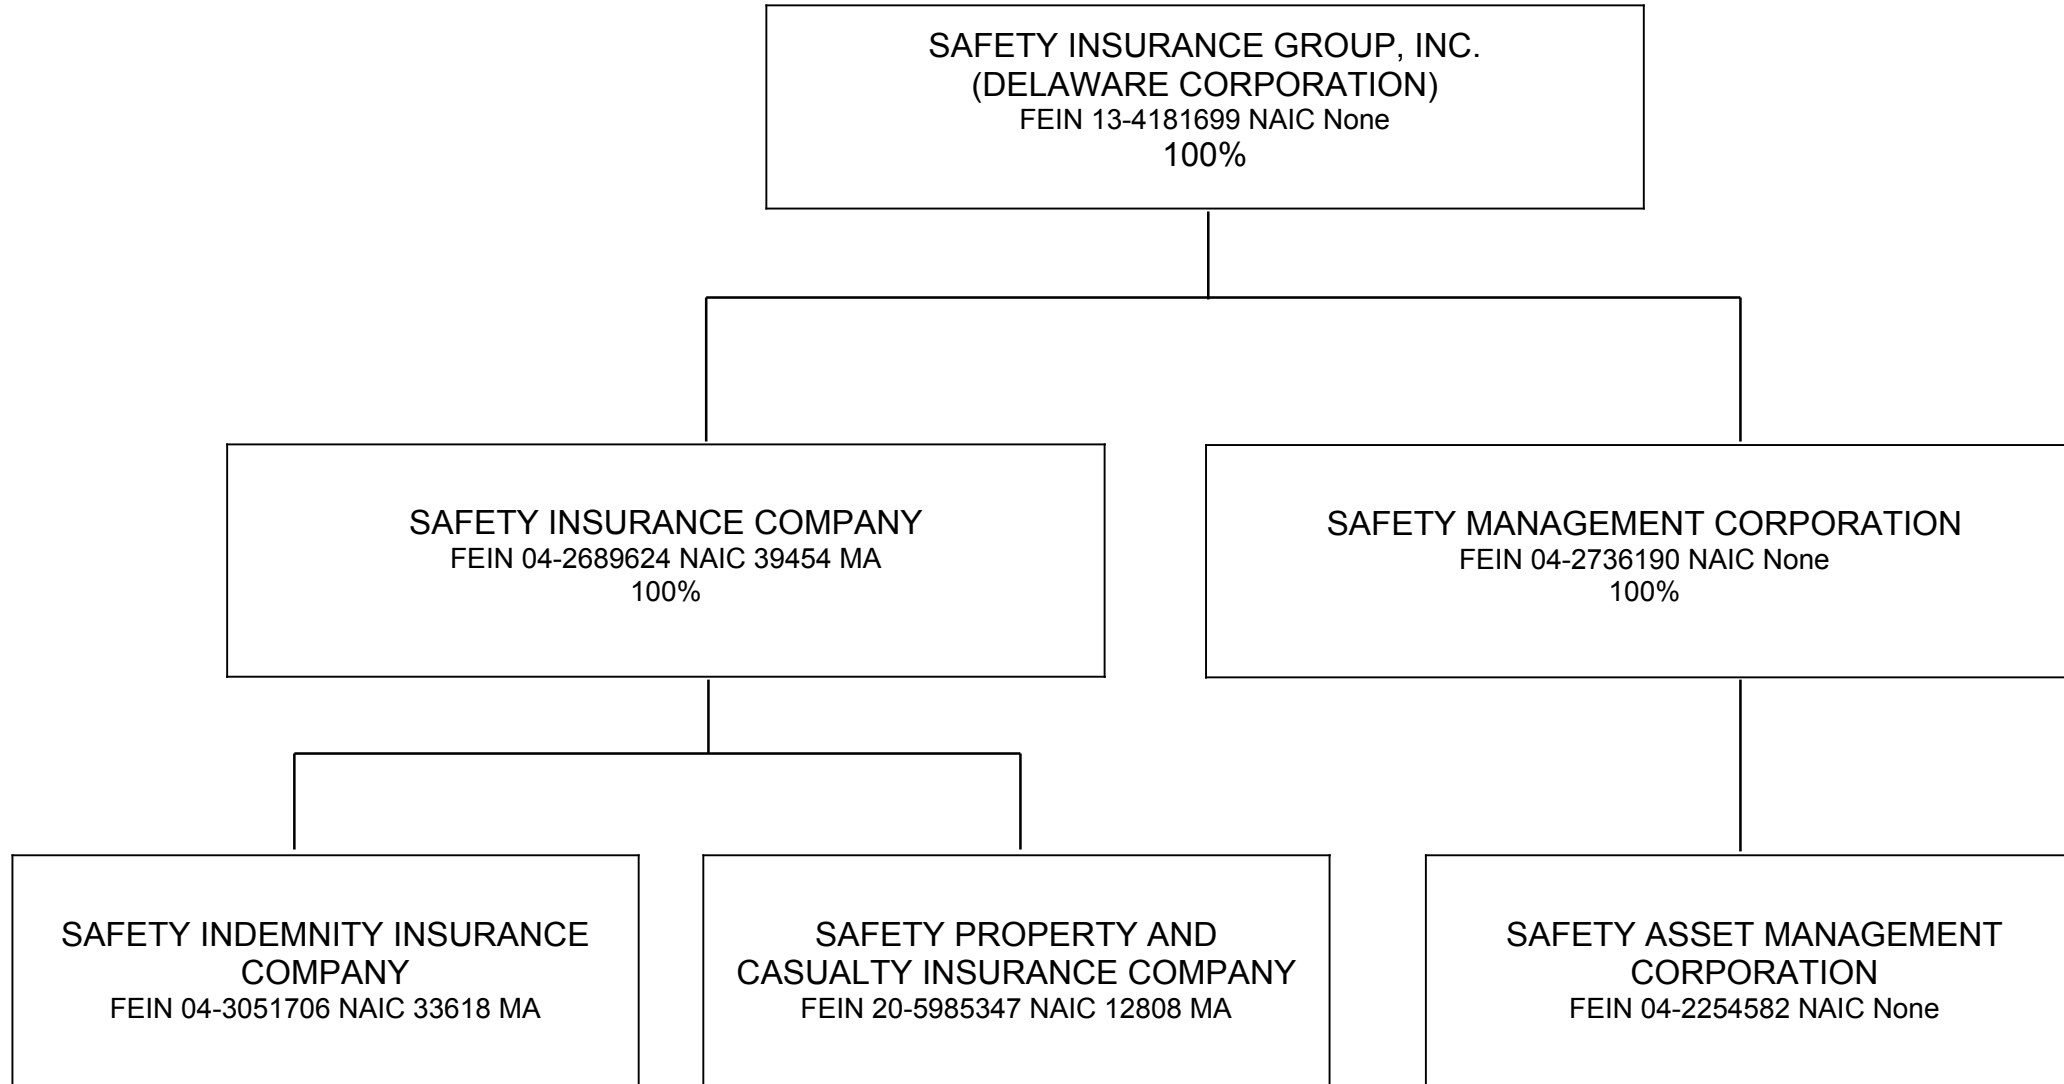 SAFETY INSURANCE GROUP, INC.
(DELAWARE CORPORATION)
FEIN 13-4181699 NAIC None
100%
SAFETY INSURANCE COMPANY
FEIN 04-2689624 NAIC 39454 MA
100%
SAFETY MANAGEMENT CORPORATION
FEIN 04-2736190 NAIC None
100%
SAFETY INDEMNITY INSURANCE
COMPANY
FEIN 04-3051706 NAIC 33618 MA
SAFETY PROPERTY AND
CASUALTY INSURANCE COMPANY
FEIN 20-5985347 NAIC 12808 MA
SAFETY ASSET MANAGEMENT
CORPORATION
FEIN 04-2254582 NAIC None